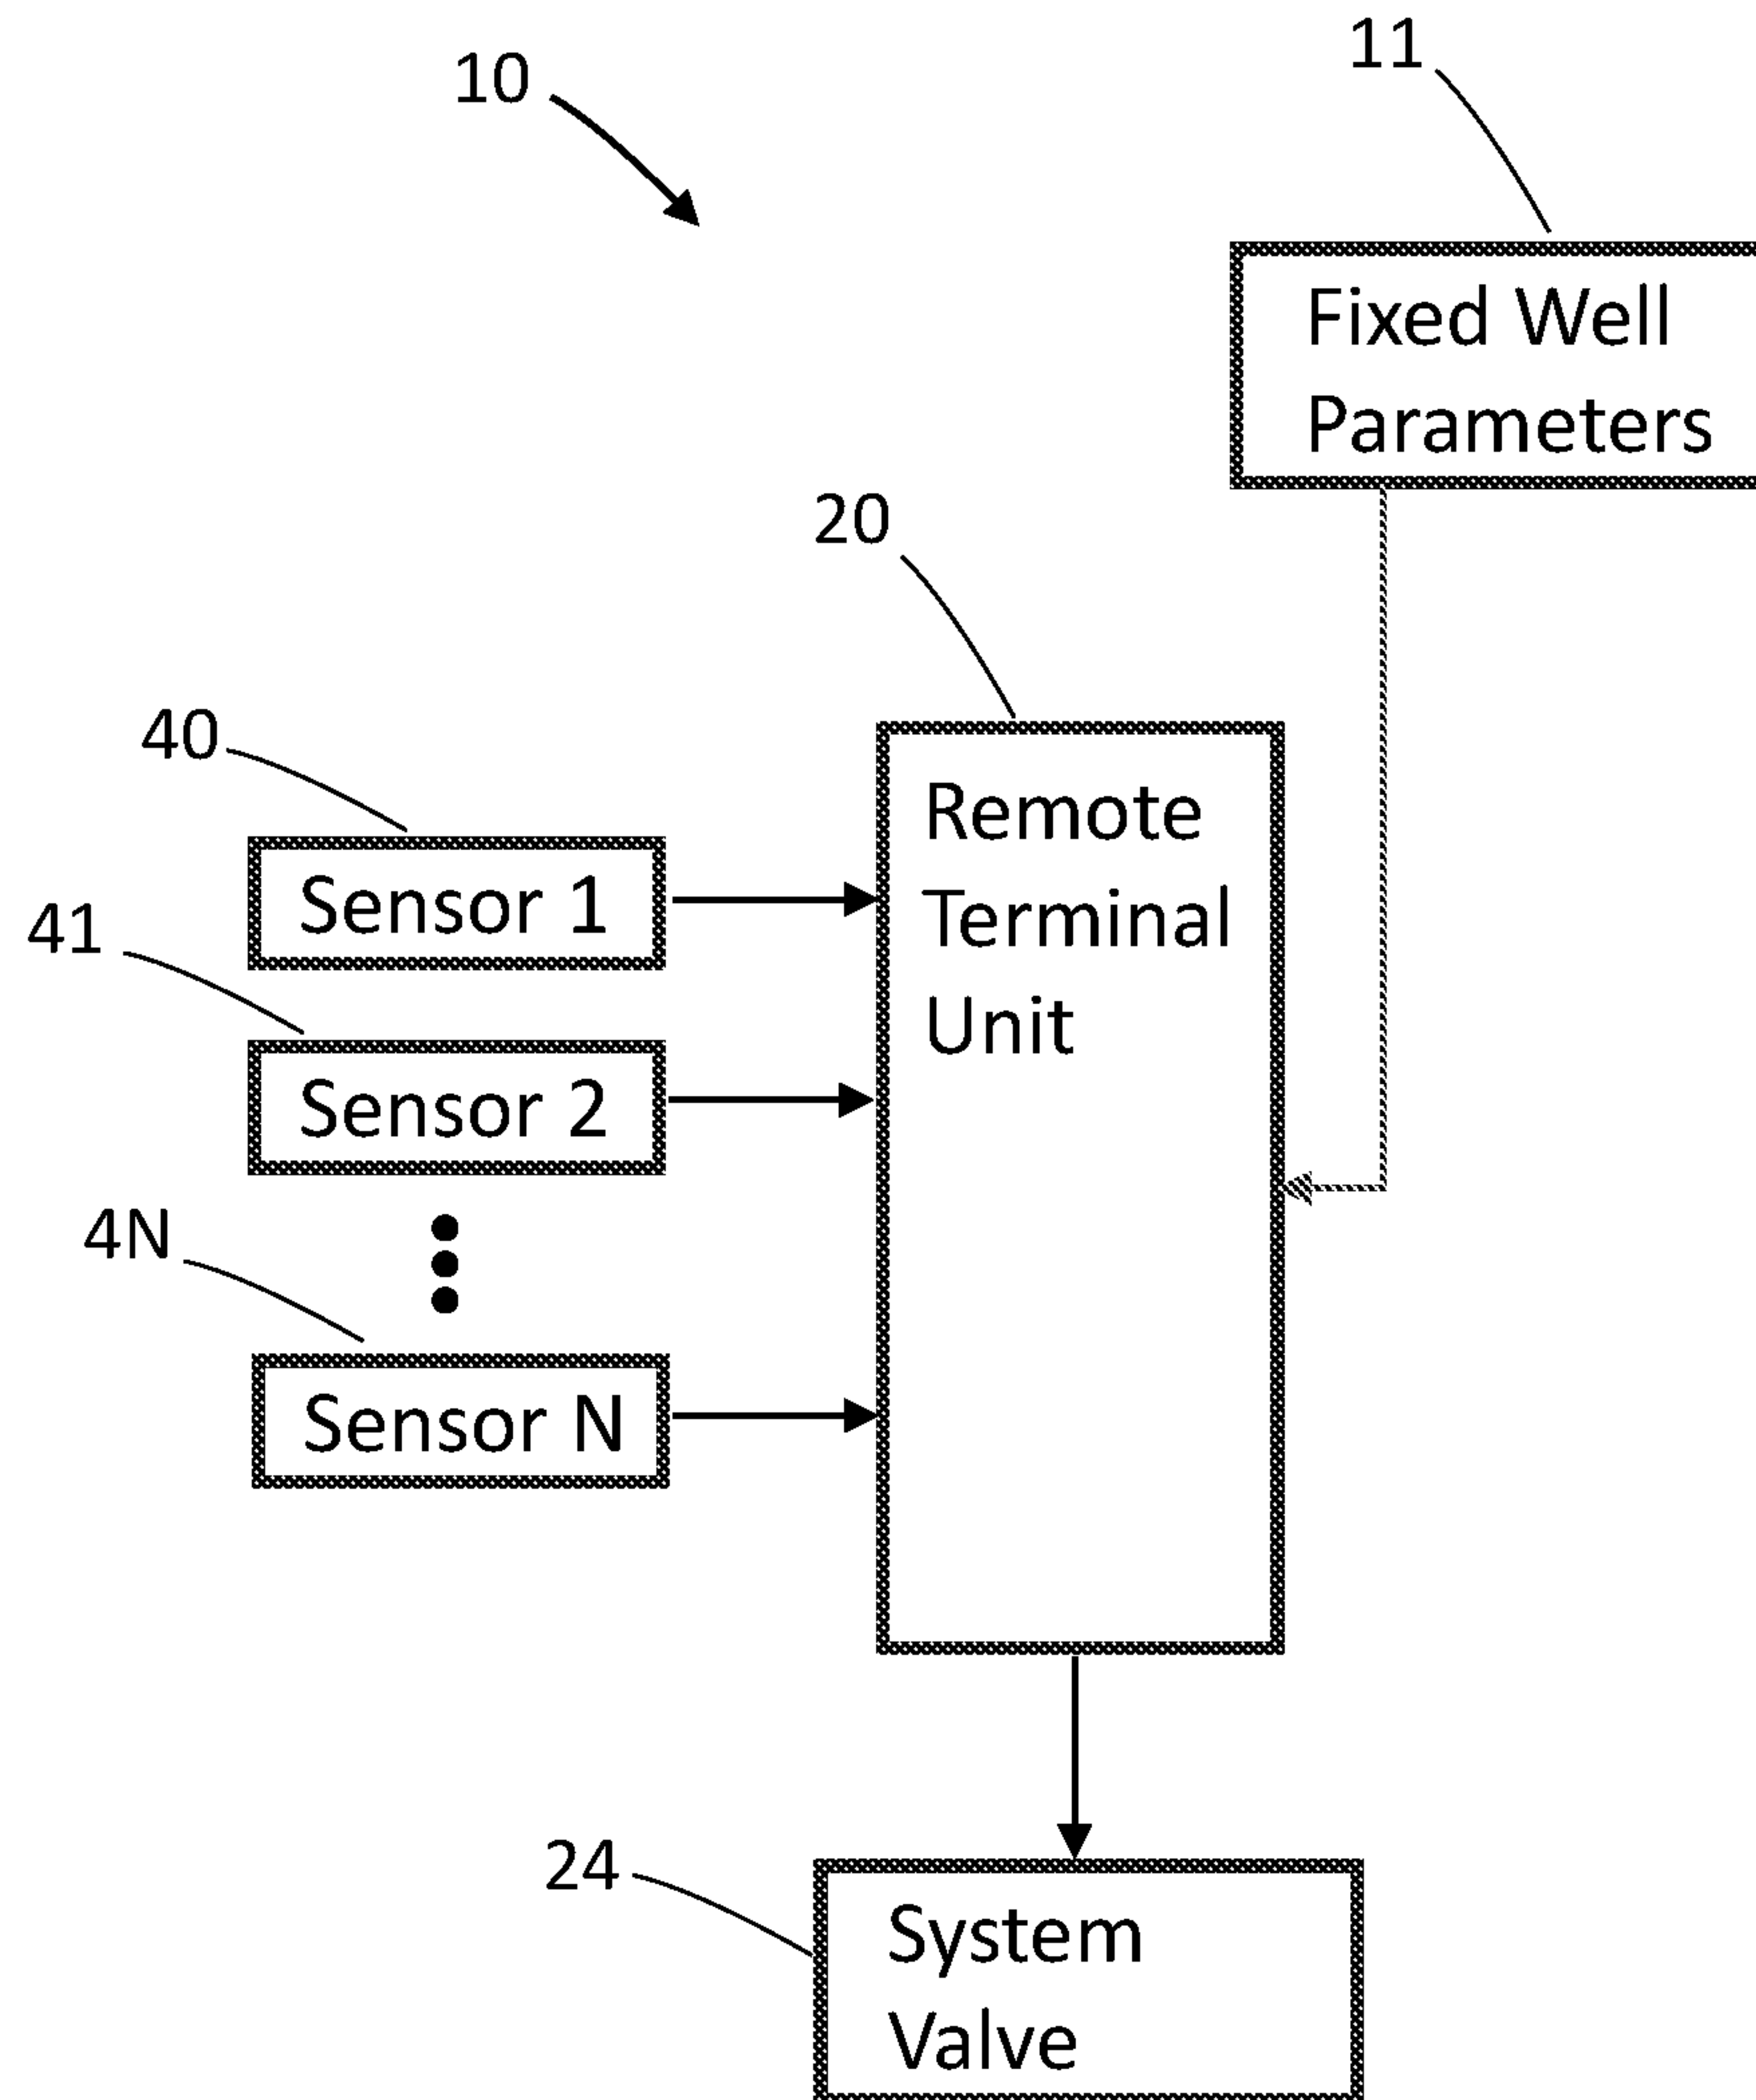 10
11
Fixed Well
Parameters
20
40
Remote
Terminal
Unit
Sensor 1
41
Sensor 2
4N
Sensor N
24
System
Valve